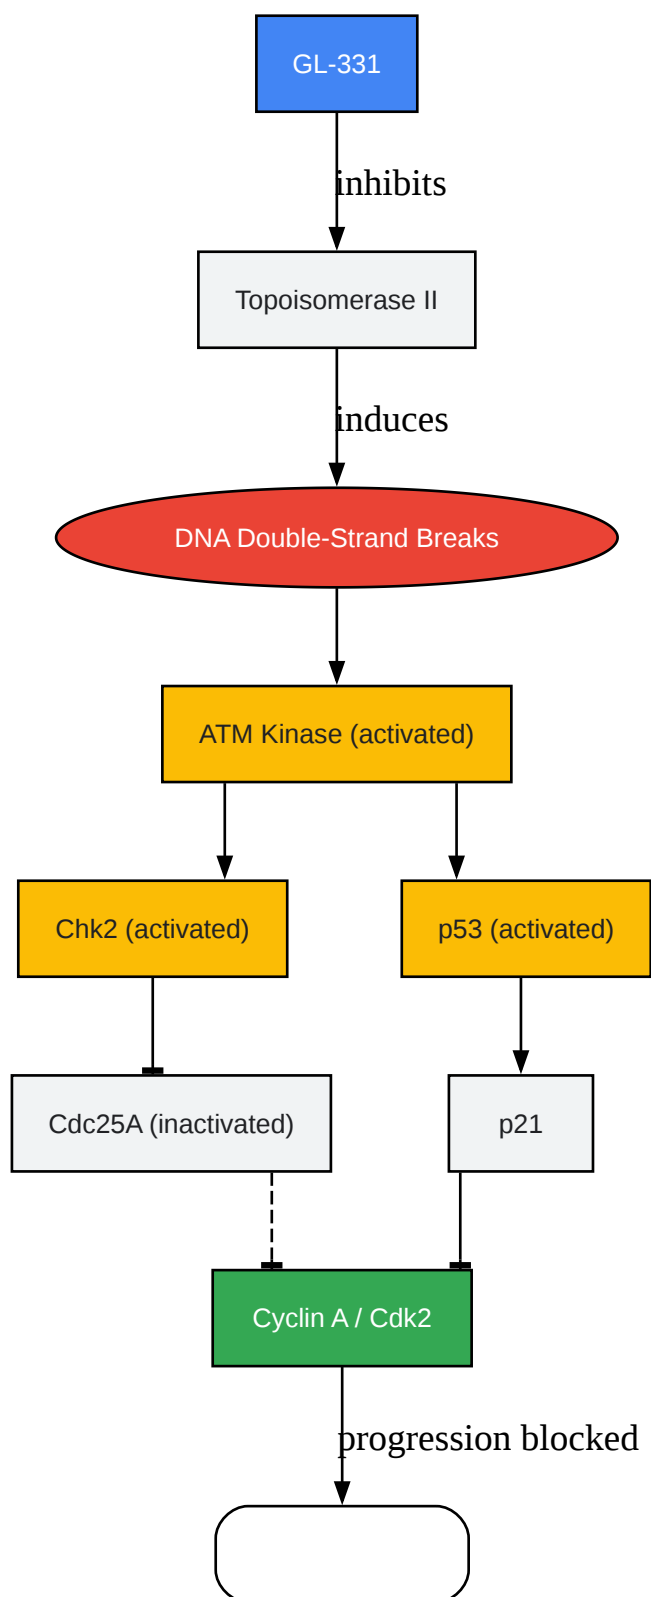 GL-331
inhibits
Topoisomerase II
induces
DNA Double-Strand Breaks
ATM Kinase (activated)
Chk2 (activated)
p53 (activated)
Cdc25A (inactivated)
p21
Cyclin A / Cdk2
progression blocked